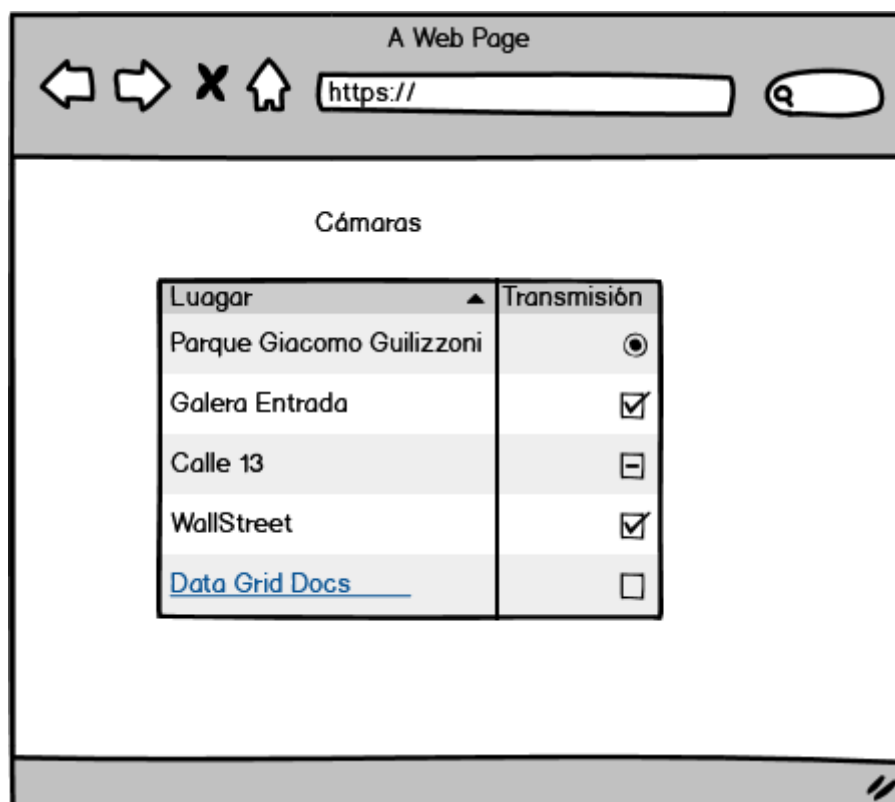 A Web Page
https://
Cámaras
Luagar Transmisión
Parque Giacomo Guilizzoni
Galera Entrada
Calle 13
WallStreet
Data Grid Docs